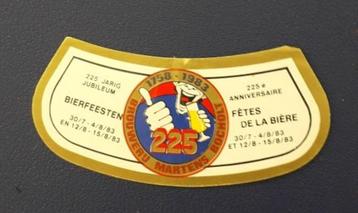 225 JARIG
JUBILEUM
BIERFEESTEN
30/7 - 4/8/83
EN 12/8 - 15/8/83
1758 - 1983
BROUWERIJ MARTENS BOCHOLT
225
225e
ANNIVERSAIRE
FÊTES
DE LA BIÈRE
30/7 - 4/8/83
ET 12/8 - 15/8/83